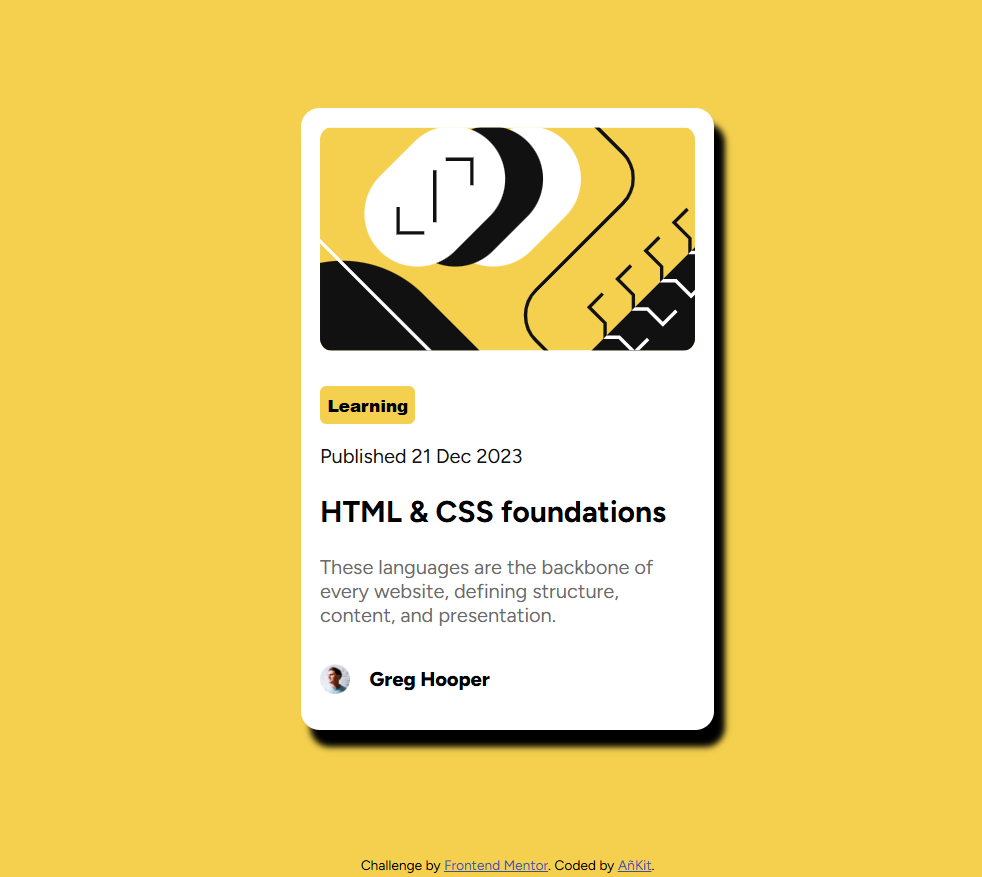 Learning
Published 21 Dec 2023
HTML & CSS foundations
These languages are the backbone of
every website, defining structure,
content, and presentation.
Greg Hooper
Challenge by Frontend Mentor. Coded by AñKit.